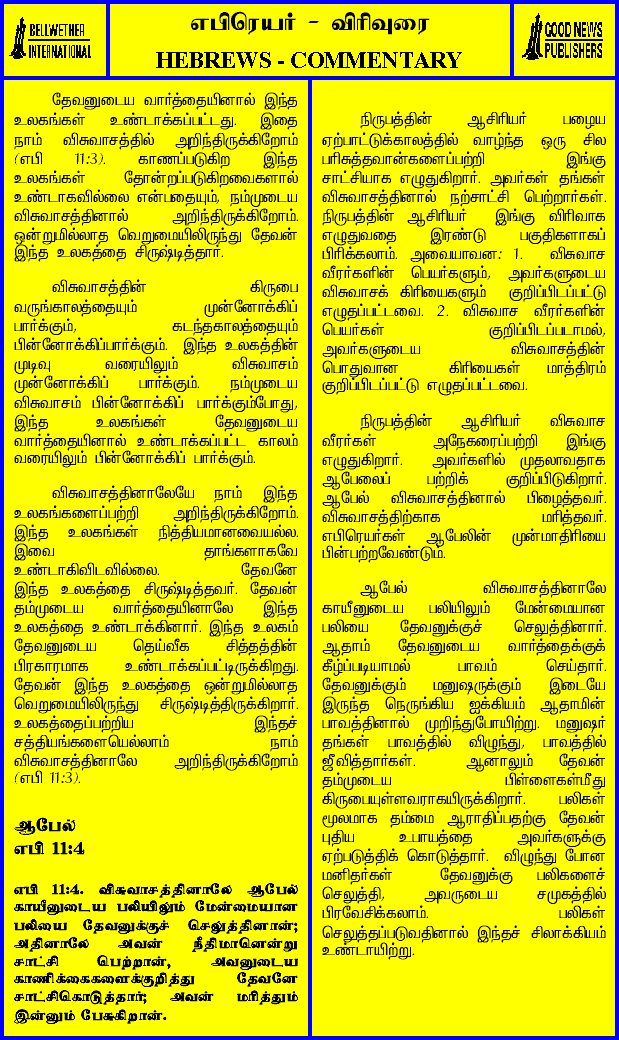 BELLWETHER
INTERNATIONAL
எபிரெயர் - விரிவுரை
HEBREWS - COMMENTARY
GOOD NEWS
PUBLISHERS
தேவனுடைய வார்த்தையினால் இந்த
உலகங்கள் உண்டாக்கப்பட்டது. இதை
நாம் விசுவாசத்தில் அறிந்திருக்கிறோம்
(எபி 11:3). காணப்படுகிற இந்த
உலகங்கள் தோன்றப்படுகிறவைகளால்
உண்டாகவில்லை என்பதையும், நம்முடைய
விசுவாசத்தினால் அறிந்திருக்கிறோம்.
ஒன்றுமில்லாத வெறுமையிலிருந்து தேவன்
இந்த உலகத்தை சிருஷ்டித்தார்.
விசுவாசத்தின் கிருபை
வருங்காலத்தையும் முன்னோக்கிப்
பார்க்கும், கடந்தகாலத்தையும்
பின்னோக்கிப்பார்க்கும். இந்த உலகத்தின்
முடிவு வரையிலும் விசுவாசம்
முன்னோக்கிப் பார்க்கும். நம்முடைய
விசுவாசம் பின்னோக்கிப் பார்க்கும்போது,
இந்த உலகங்கள் தேவனுடைய
வார்த்தையினால் உண்டாக்கப்பட்ட காலம்
வரையிலும் பின்னோக்கிப் பார்க்கும்.
விசுவாசத்தினாலேயே நாம் இந்த
உலகங்களைப்பற்றி அறிந்திருக்கிறோம்.
இந்த உலகங்கள் நித்தியமானவையல்ல.
இவை தாங்களாகவே
உண்டாகிவிடவில்லை. தேவனே
இந்த உலகத்தை சிருஷ்டித்தவர். தேவன்
தம்முடைய வார்த்தையினாலே இந்த
உலகத்தை உண்டாக்கினார். இந்த உலகம்
தேவனுடைய தெய்வீக சித்தத்தின்
பிரகாரமாக உண்டாக்கப்பட்டிருக்கிறது.
தேவன் இந்த உலகத்தை ஒன்றுமில்லாத
வெறுமையிலிருந்து சிருஷ்டித்திருக்கிறார்.
உலகத்தைப்பற்றிய இந்தச்
சத்தியங்களையெல்லாம் நாம்
விசுவாசத்தினாலே அறிந்திருக்கிறோம்
(எபி 11:3).
ஆபேல்
எபி 11:4
எபி 11:4. விசுவாசத்தினாலே ஆபேல்
காயீனுடைய பலியிலும் மேன்மையான
பலியை தேவனுக்குச் செலுத்தினான்;
அதினாலே அவன் நீதிமானென்று
சாட்சி பெற்றான், அவனுடைய
காணிக்கைகளைக்குறித்து தேவனே
சாட்சிகொடுத்தார்; அவன் மரித்தும்
இன்னும் பேசுகிறான்.
நிருபத்தின் ஆசிரியர் பழைய
ஏற்பாட்டுக்காலத்தில் வாழ்ந்த ஒரு சில
பரிசுத்தவான்களைப்பற்றி இங்கு
சாட்சியாக எழுதுகிறார். அவர்கள் தங்கள்
விசுவாசத்தினால் நற்சாட்சி பெற்றார்கள்.
நிருபத்தின் ஆசிரியர் இங்கு விரிவாக
எழுதுவதை இரண்டு பகுதிகளாகப்
பிரிக்கலாம். அவையாவன: 1. விசுவாச
வீரர்களின் பெயர்களும், அவர்களுடைய
விசுவாசக் கிரியைகளும் குறிப்பிடப்பட்டு
எழுதப்பட்டவை. 2. விசுவாச வீரர்களின்
பெயர்கள் குறிப்பிடப்படாமல்,
அவர்களுடைய விசுவாசத்தின்
பொதுவான கிரியைகள் மாத்திரம்
குறிப்பிடப்பட்டு எழுதப்பட்டவை.
நிருபத்தின் ஆசிரியர் விசுவாச
வீரர்கள் அநேகரைப்பற்றி இங்கு
எழுதுகிறார். அவர்களில் முதலாவதாக
ஆபேலைப் பற்றிக் குறிப்பிடுகிறார்.
ஆபேல் விசுவாசத்தினால் பிழைத்தவர்.
விசுவாசத்திற்காக மரித்தவர்.
எபிரெயர்கள் ஆபேலின் முன்மாதிரியை
பின்பற்றவேண்டும்.
ஆபேல் விசுவாசத்தினாலே
காயீனுடைய பலியிலும் மேன்மையான
பலியை தேவனுக்குச் செலுத்தினார்.
ஆதாம் தேவனுடைய வார்த்தைக்குக்
கீழ்ப்படியாமல் பாவம் செய்தார்.
தேவனுக்கும் மனுஷருக்கும் இடையே
இருந்த நெருங்கிய ஐக்கியம் ஆதாமின்
பாவத்தினால் முறிந்துபோயிற்று. மனுஷர்
தங்கள் பாவத்தில் விழுந்து, பாவத்தில்
ஜீவித்தார்கள். ஆனாலும் தேவன்
தம்முடைய பிள்ளைகள்மீது
கிருபையுள்ளவராகயிருக்கிறார். பலிகள்
மூலமாக தம்மை ஆராதிப்பதற்கு தேவன்
புதிய உபாயத்தை அவர்களுக்கு
ஏற்படுத்திக் கொடுத்தார். விழுந்து போன
மனிதர்கள் தேவனுக்கு பலிகளைச்
செலுத்தி, அவருடைய சமுகத்தில்
பிரவேசிக்கலாம். பலிகள்
செலுத்தப்படுவதினால் இந்தச் சிலாக்கியம்
உண்டாயிற்று.